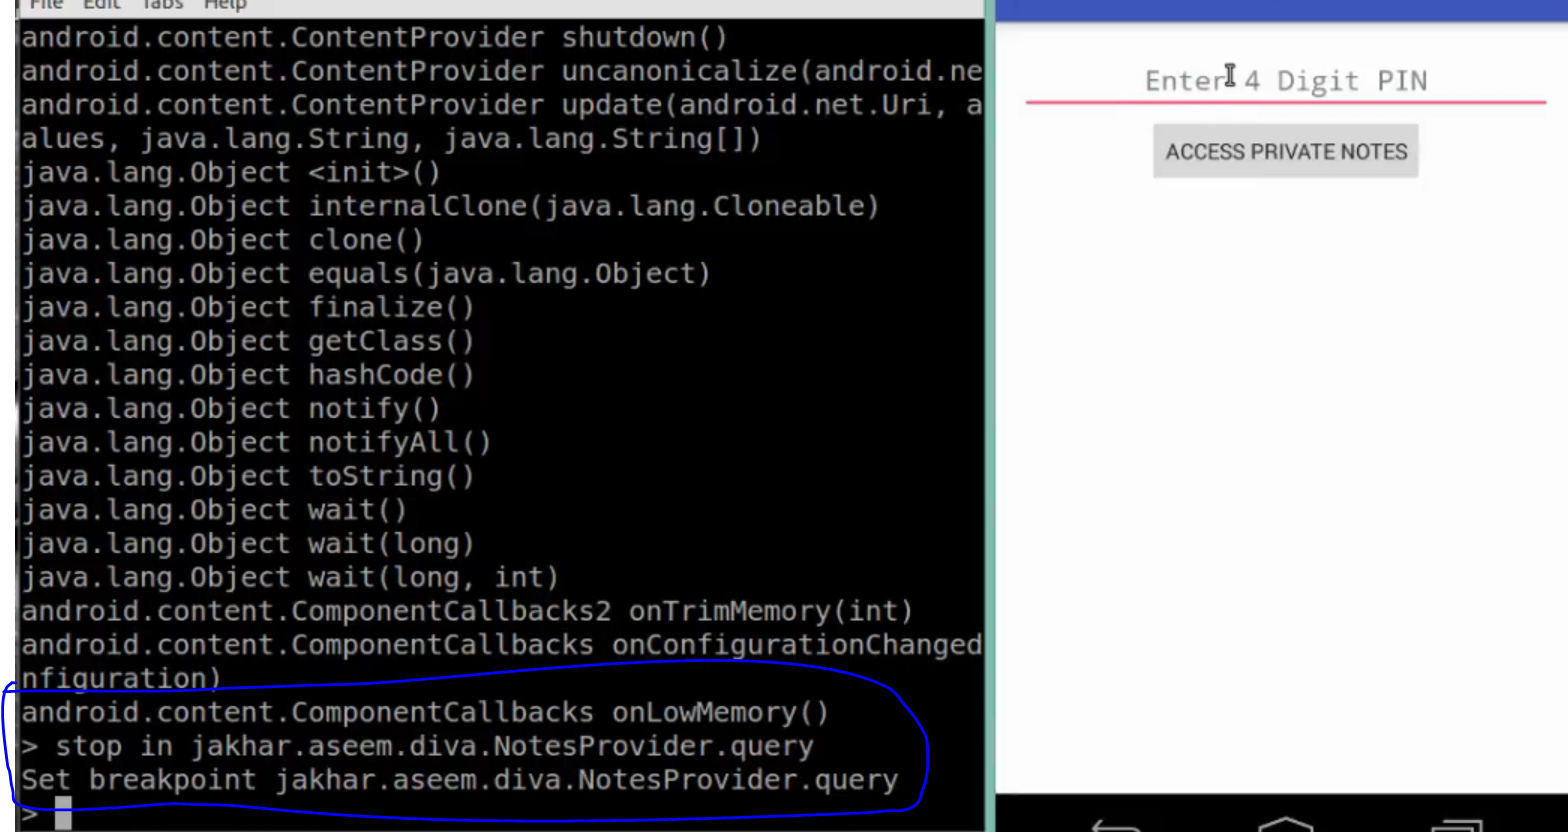 File Edit Tabs Help
android.content.ContentProvider shutdown()
android.content.ContentProvider uncanonicalize(android.ne
android.content.ContentProvider update(android.net.Uri, a
alues, java.lang.String, java.lang.String[])
java.lang.Object <init>()
java.lang.Object internalClone(java.lang.Cloneable)
java.lang.Object clone()
java.lang.Object equals(java.lang.Object)
java.lang.Object finalize()
java.lang.Object getClass()
java.lang.Object hashCode()
java.lang.Object notify()
java.lang.Object notifyAll()
java.lang.Object toString()
java.lang.Object wait()
java.lang.Object wait(long)
java.lang.Object wait(long, int)
android.content.ComponentCallbacks2 onTrimMemory(int)
android.content.ComponentCallbacks onConfigurationChanged
nfiguration)
android.content.ComponentCallbacks onLowMemory()
> stop in jakhar.aseem.diva.NotesProvider.query
Set breakpoint jakhar.aseem.diva.NotesProvider.query
>
Enter 4 Digit PIN
ACCESS PRIVATE NOTES